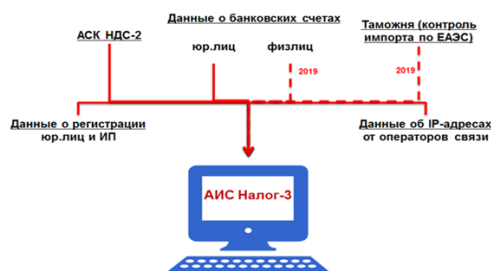 Данные о банковских счетах
Таможня (контроль
импорта по ЕАЭС)
АСК НДС-2
юр.лиц
физлиц
2019
2019
Данные о регистрации
юр.лиц и ИП
Данные об IP-адресах
от операторов связи
АИС Налог-3